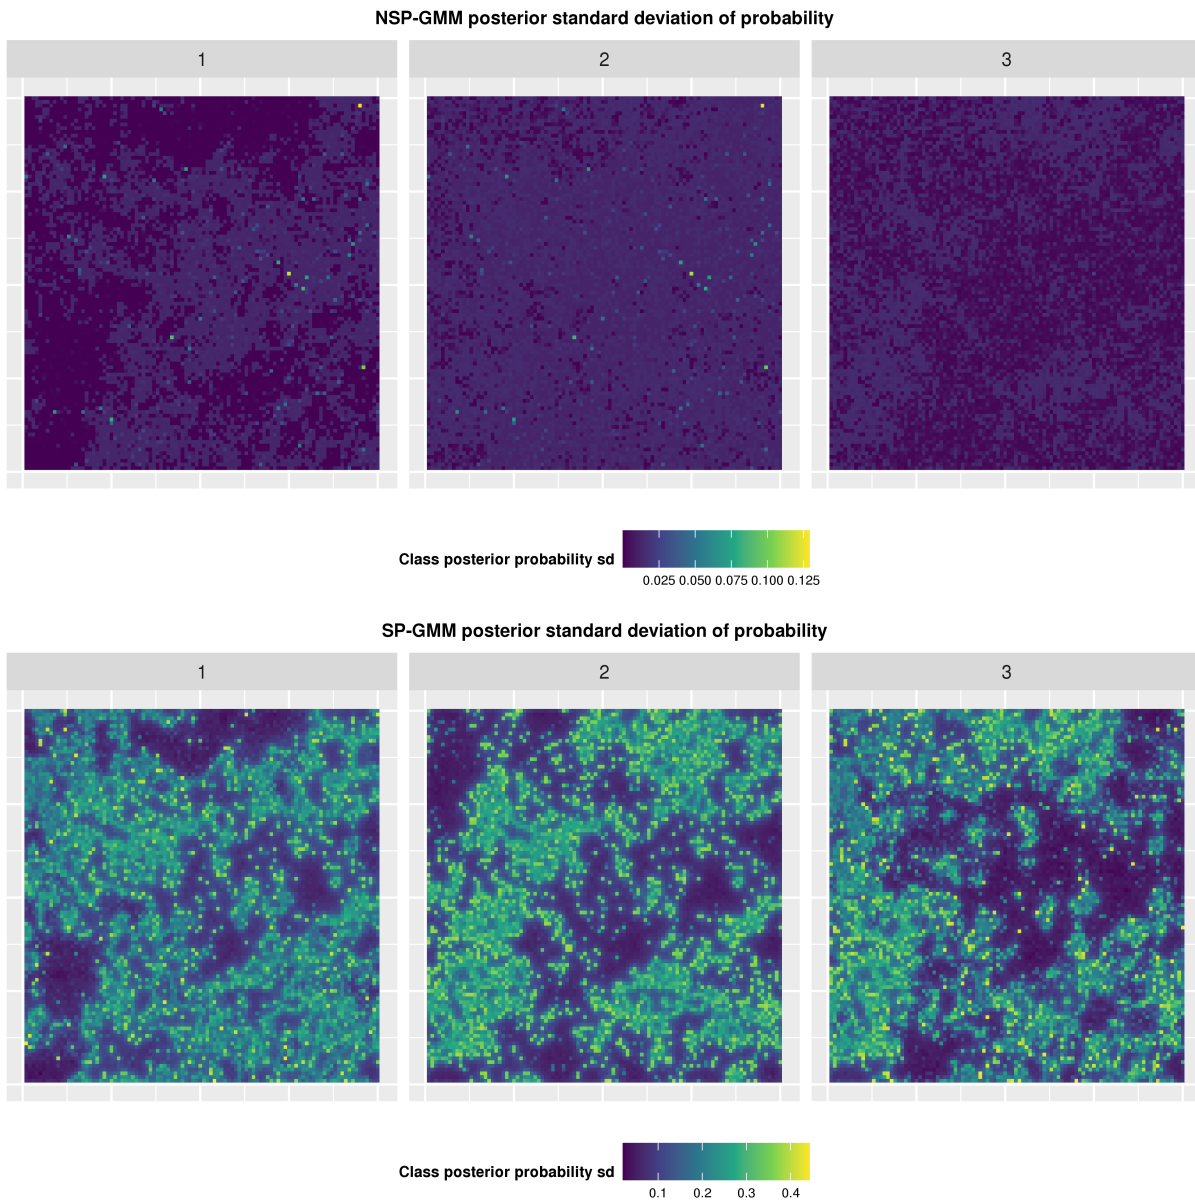 NSP-GMM posterior standard deviation of probability
1 2 3
Class posterior probability sd
0.025 0.050 0.075 0.100 0.125
SP-GMM posterior standard deviation of probability
1 2 3
Class posterior probability sd
0.1 0.2 0.3 0.4